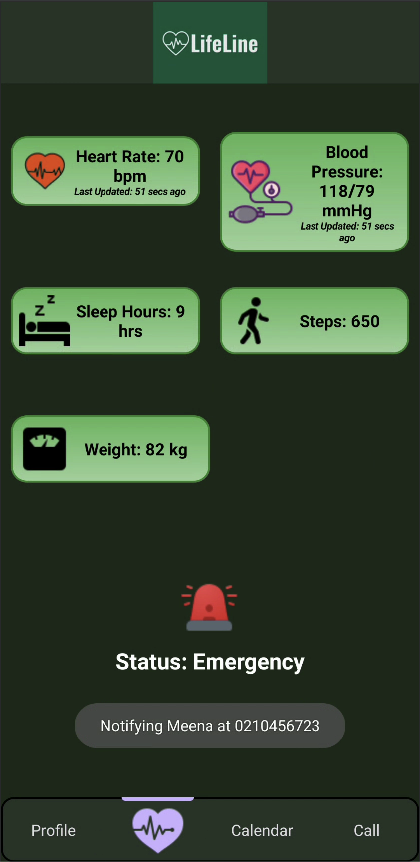 LifeLine
Heart Rate: 70
bpm
Last Updated: 51 secs ago
Blood
Pressure:
118/79
mmHg
Last Updated: 51 secs
ago
Z Z
Sleep Hours: 9
hrs
Steps: 650
Weight: 82 kg
Status: Emergency
Notifying Meena at 0210456723
Profile
Calendar
Call